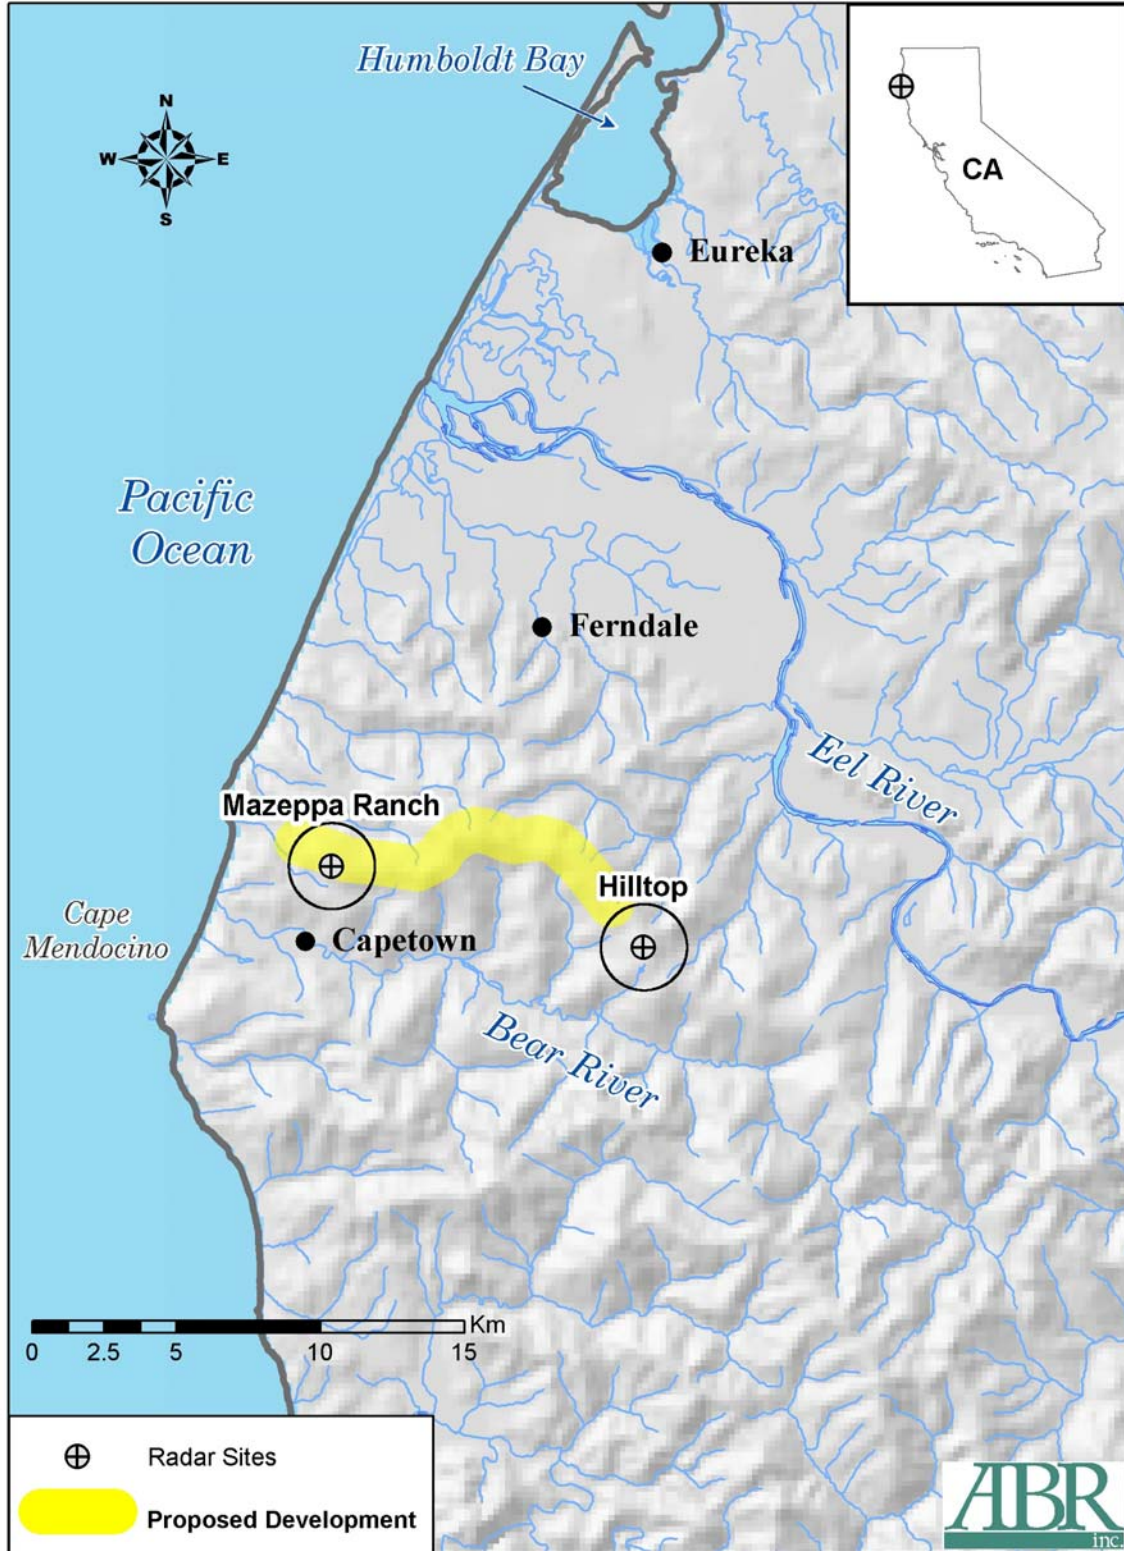 Humboldt Bay
N
W E
S
CA
Eureka
Pacific
Ocean
Ferndale
Eel River
Mazeppa Ranch
Hilltop
Cape
Mendocino
Capetown
Bear River
Km
0 2.5 5 10 15
Radar Sites
Proposed Development
ABR
inc.